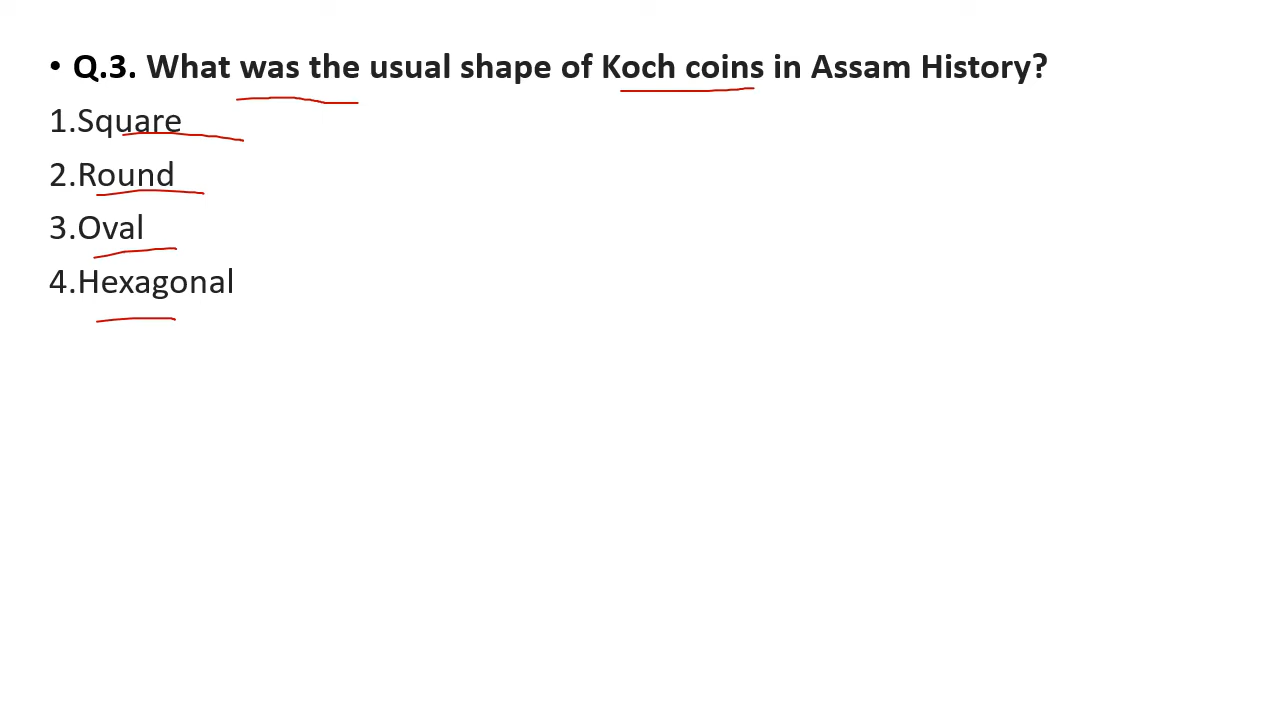 • Q.3. What was the usual shape of Koch coins in Assam History?
1.Square
2.Round
3.Oval
4.Hexagonal